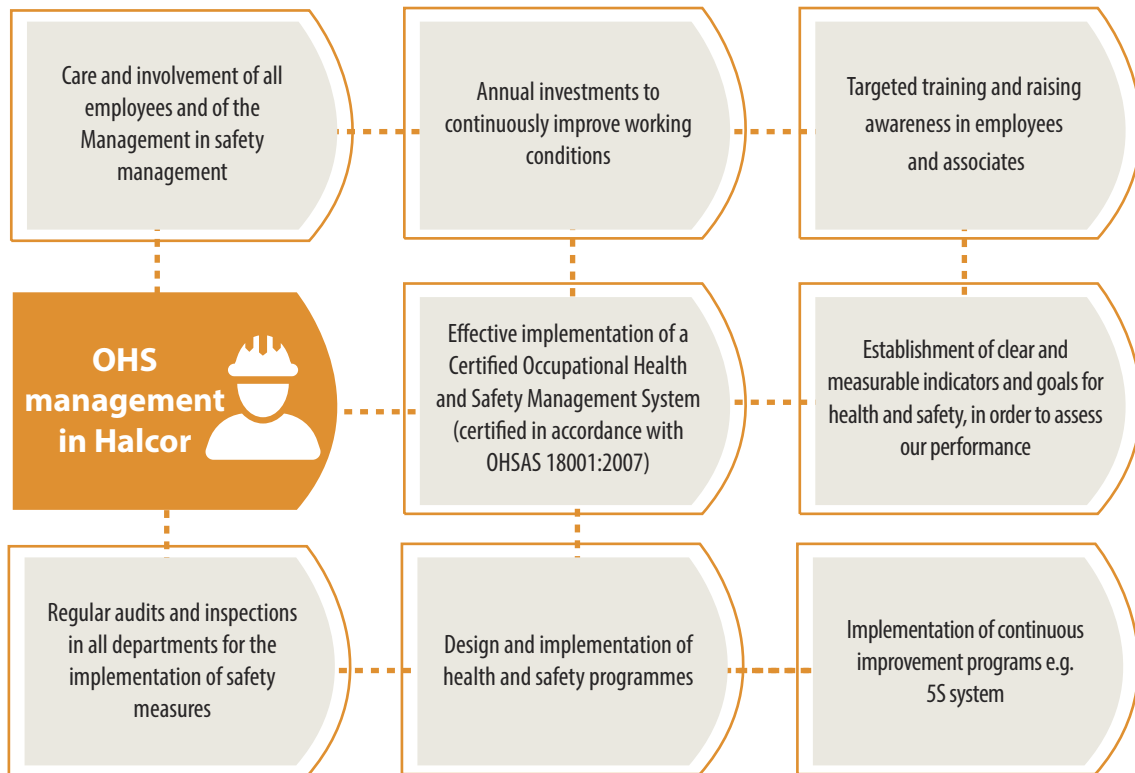 Care and involvement of all
employees and of the
Management in safety
management
Annual investments to
continuously improve working
conditions
Targeted training and raising
awareness in employees
and associates
OHS
management
in Halcor
Effective implementation of a
Certified Occupational Health
and Safety Management System
(certified in accordance with
OHSAS 18001:2007)
Establishment of clear and
measurable indicators and goals for
health and safety, in order to assess
our performance
Regular audits and inspections
in all departments for the
implementation of safety
measures
Design and implementation of
health and safety programmes
Implementation of continuous
improvement programs e.g.
5S system